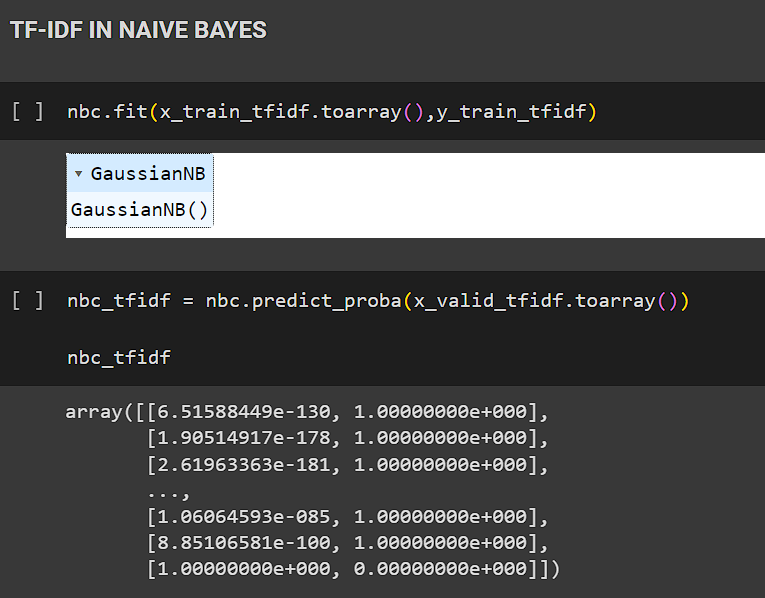 TF-IDF IN NAIVE BAYES
[ ] nbc.fit(x_train_tfidf.toarray(),y_train_tfidf)
▾ GaussianNB
GaussianNB()
[ ] nbc_tfidf = nbc.predict_proba(x_valid_tfidf.toarray())
nbc_tfidf
array([[6.51588449e-130, 1.00000000e+000],
[1.90514917e-178, 1.00000000e+000],
[2.61963363e-181, 1.00000000e+000],
...,
[1.06064593e-085, 1.00000000e+000],
[8.85106581e-100, 1.00000000e+000],
[1.00000000e+000, 0.00000000e+000]])